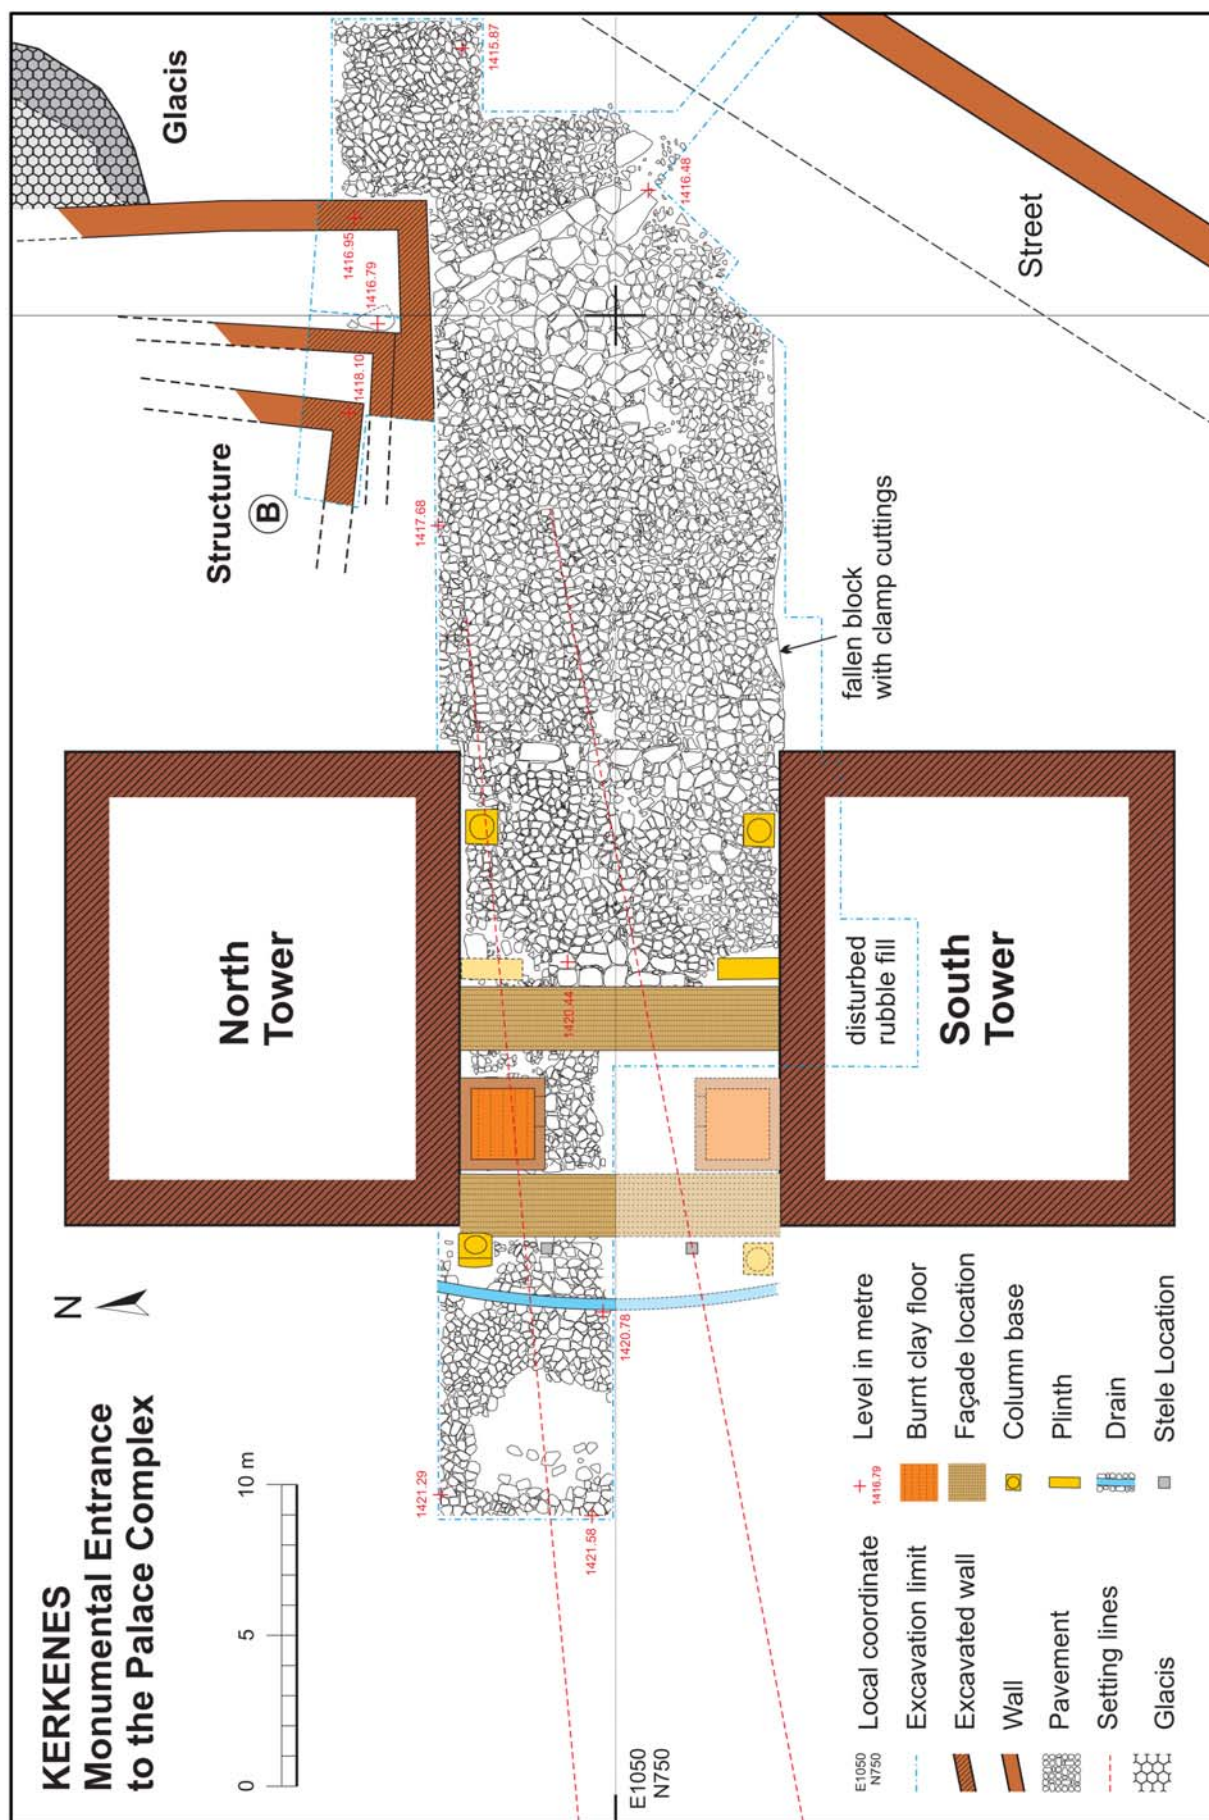 KERKENES
Monumental Entrance
to the Palace Complex
0
5
10 m
N
North
Tower
South
Tower
disturbed
rubble fill
Structure
B
Glacis
Street
fallen block
with clamp cuttings
1421.29
1421.58
1420.78
1420.44
1417.68
1418.10
1416.79
1416.95
1415.87
1416.48
E1050
N750
E1050
N750
Local coordinate
Excavation limit
Excavated wall
Wall
Pavement
Setting lines
Glacis
1416.79
Level in metre
Burnt clay floor
Façade location
Column base
Plinth
Drain
Stele Location